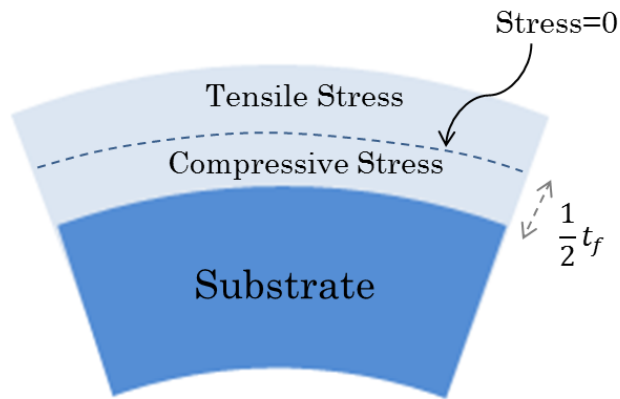 Stress=0
Tensile Stress
Compressive Stress
1/2 t_f
Substrate